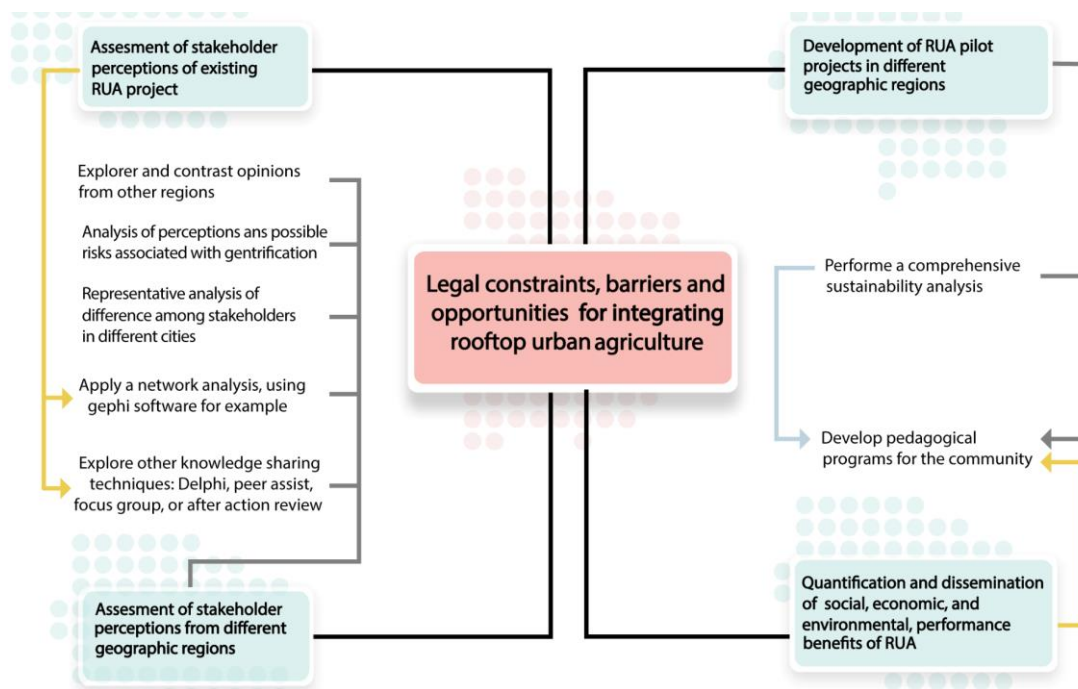 Assesment of stakeholder
perceptions of existing
RUA project
Explorer and contrast opinions
from other regions
Analysis of perceptions ans possible
risks associated with gentrification
Representative analysis of
difference among stakeholders
in different cities
Apply a network analysis, using
gephi software for example
Explore other knowledge sharing
techniques: Delphi, peer assist,
focus group, or after action review
Assesment of stakeholder
perceptions from different
geographic regions
Legal constraints, barriers and
opportunities for integrating
rooftop urban agriculture
Development of RUA pilot
projects in different
geographic regions
Performe a comprehensive
sustainability analysis
Develop pedagogical
programs for the community
Quantification and dissemination
of social, economic, and
environmental, performance
benefits of RUA